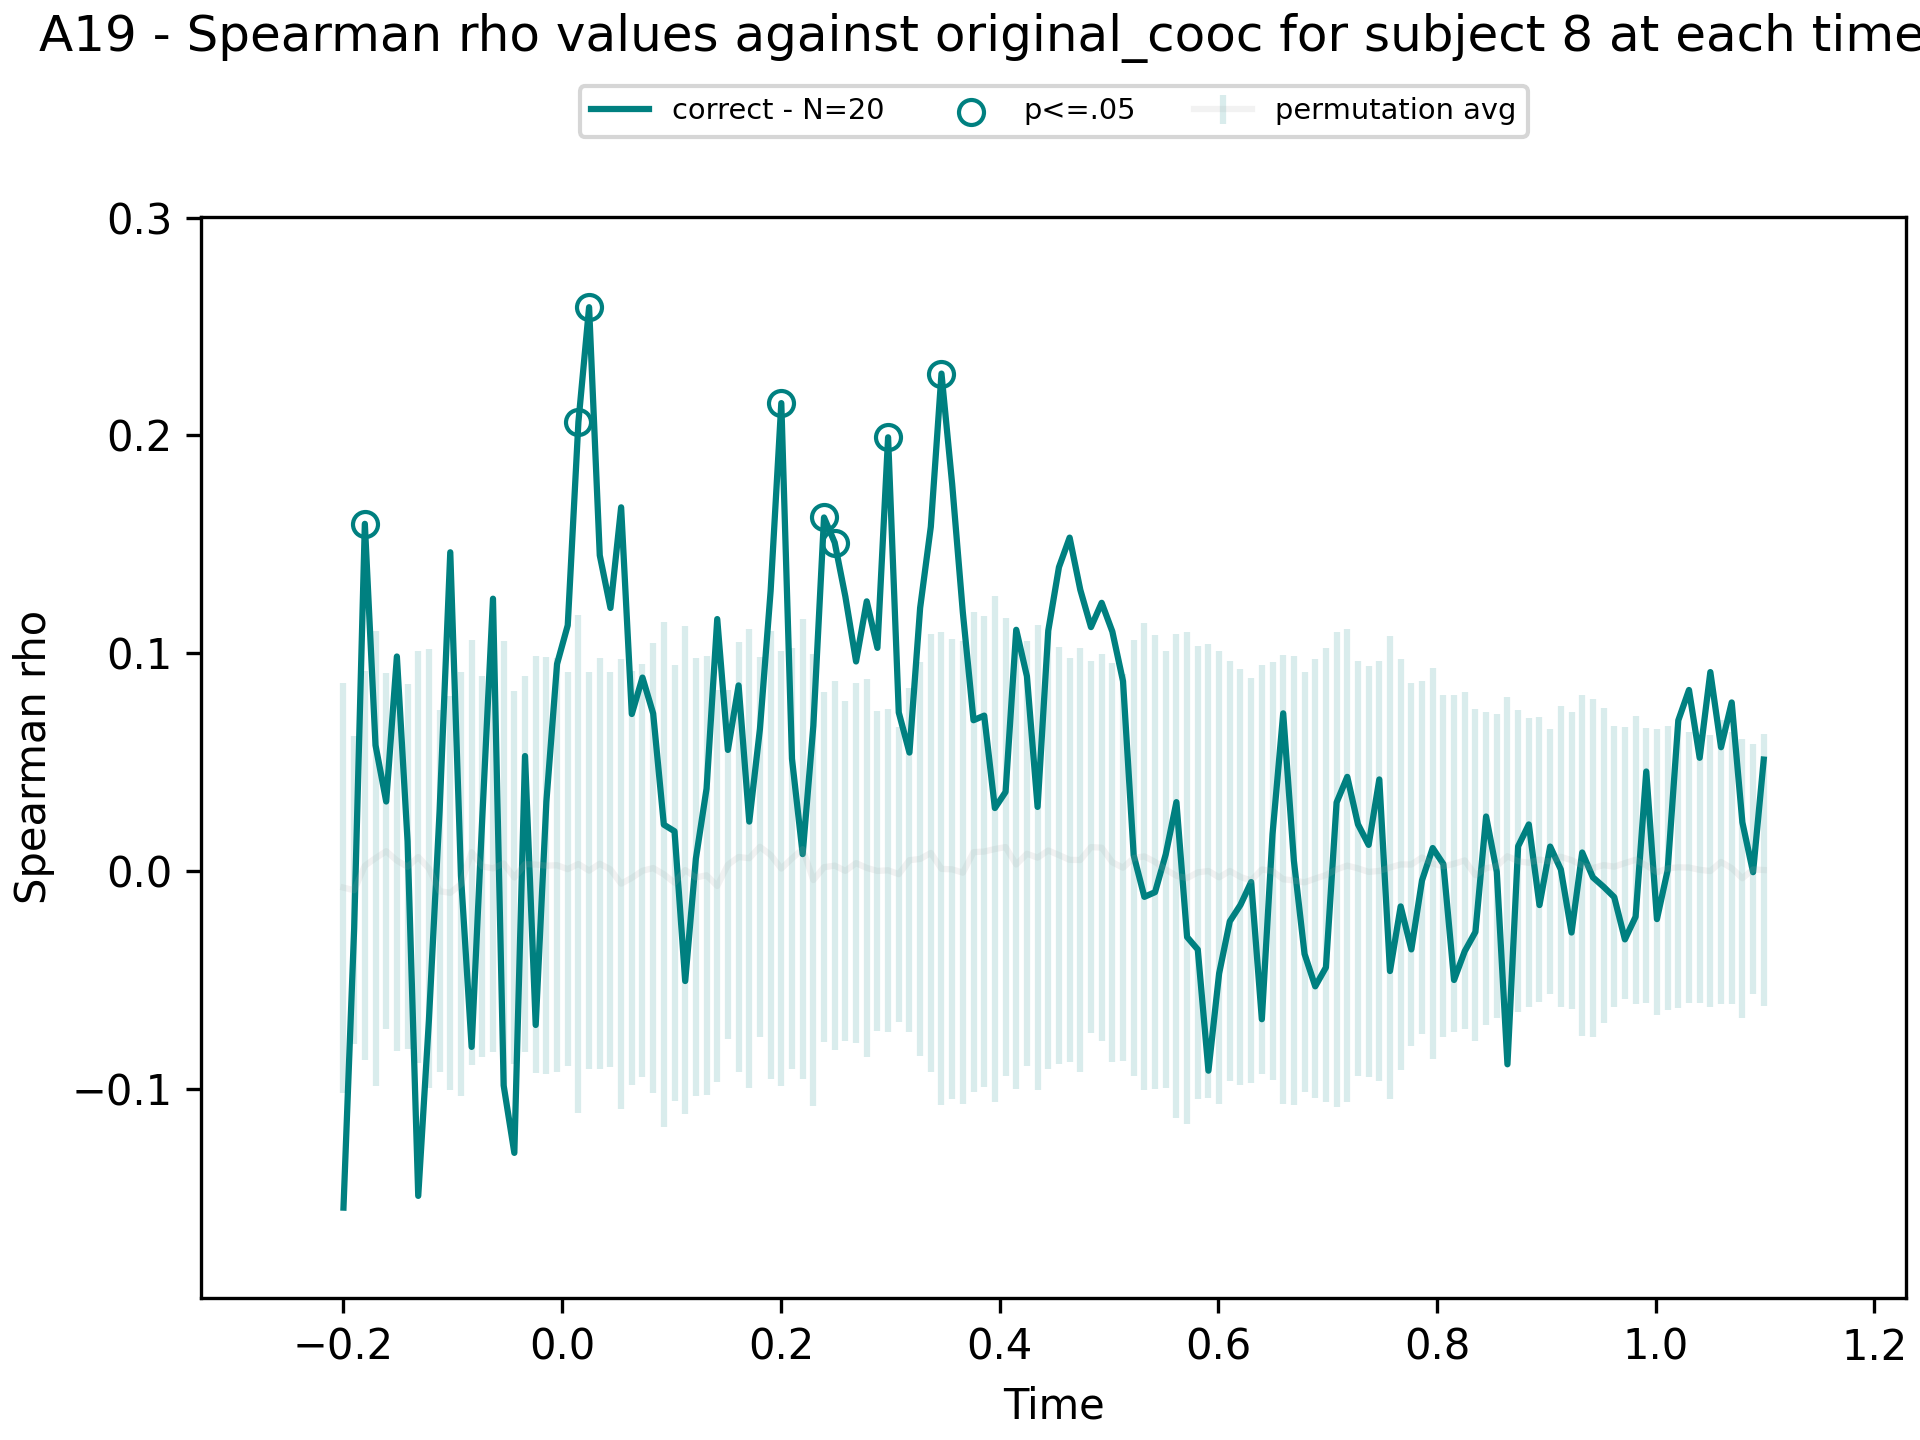 A19 - Spearman rho values against original_cooc for subject 8 at each time
correct - N=20 p<=.05 permutation avg
0.3
0.2
0.1
0.0
−0.1
Spearman rho
−0.2 0.0 0.2 0.4 0.6 0.8 1.0 1.2
Time